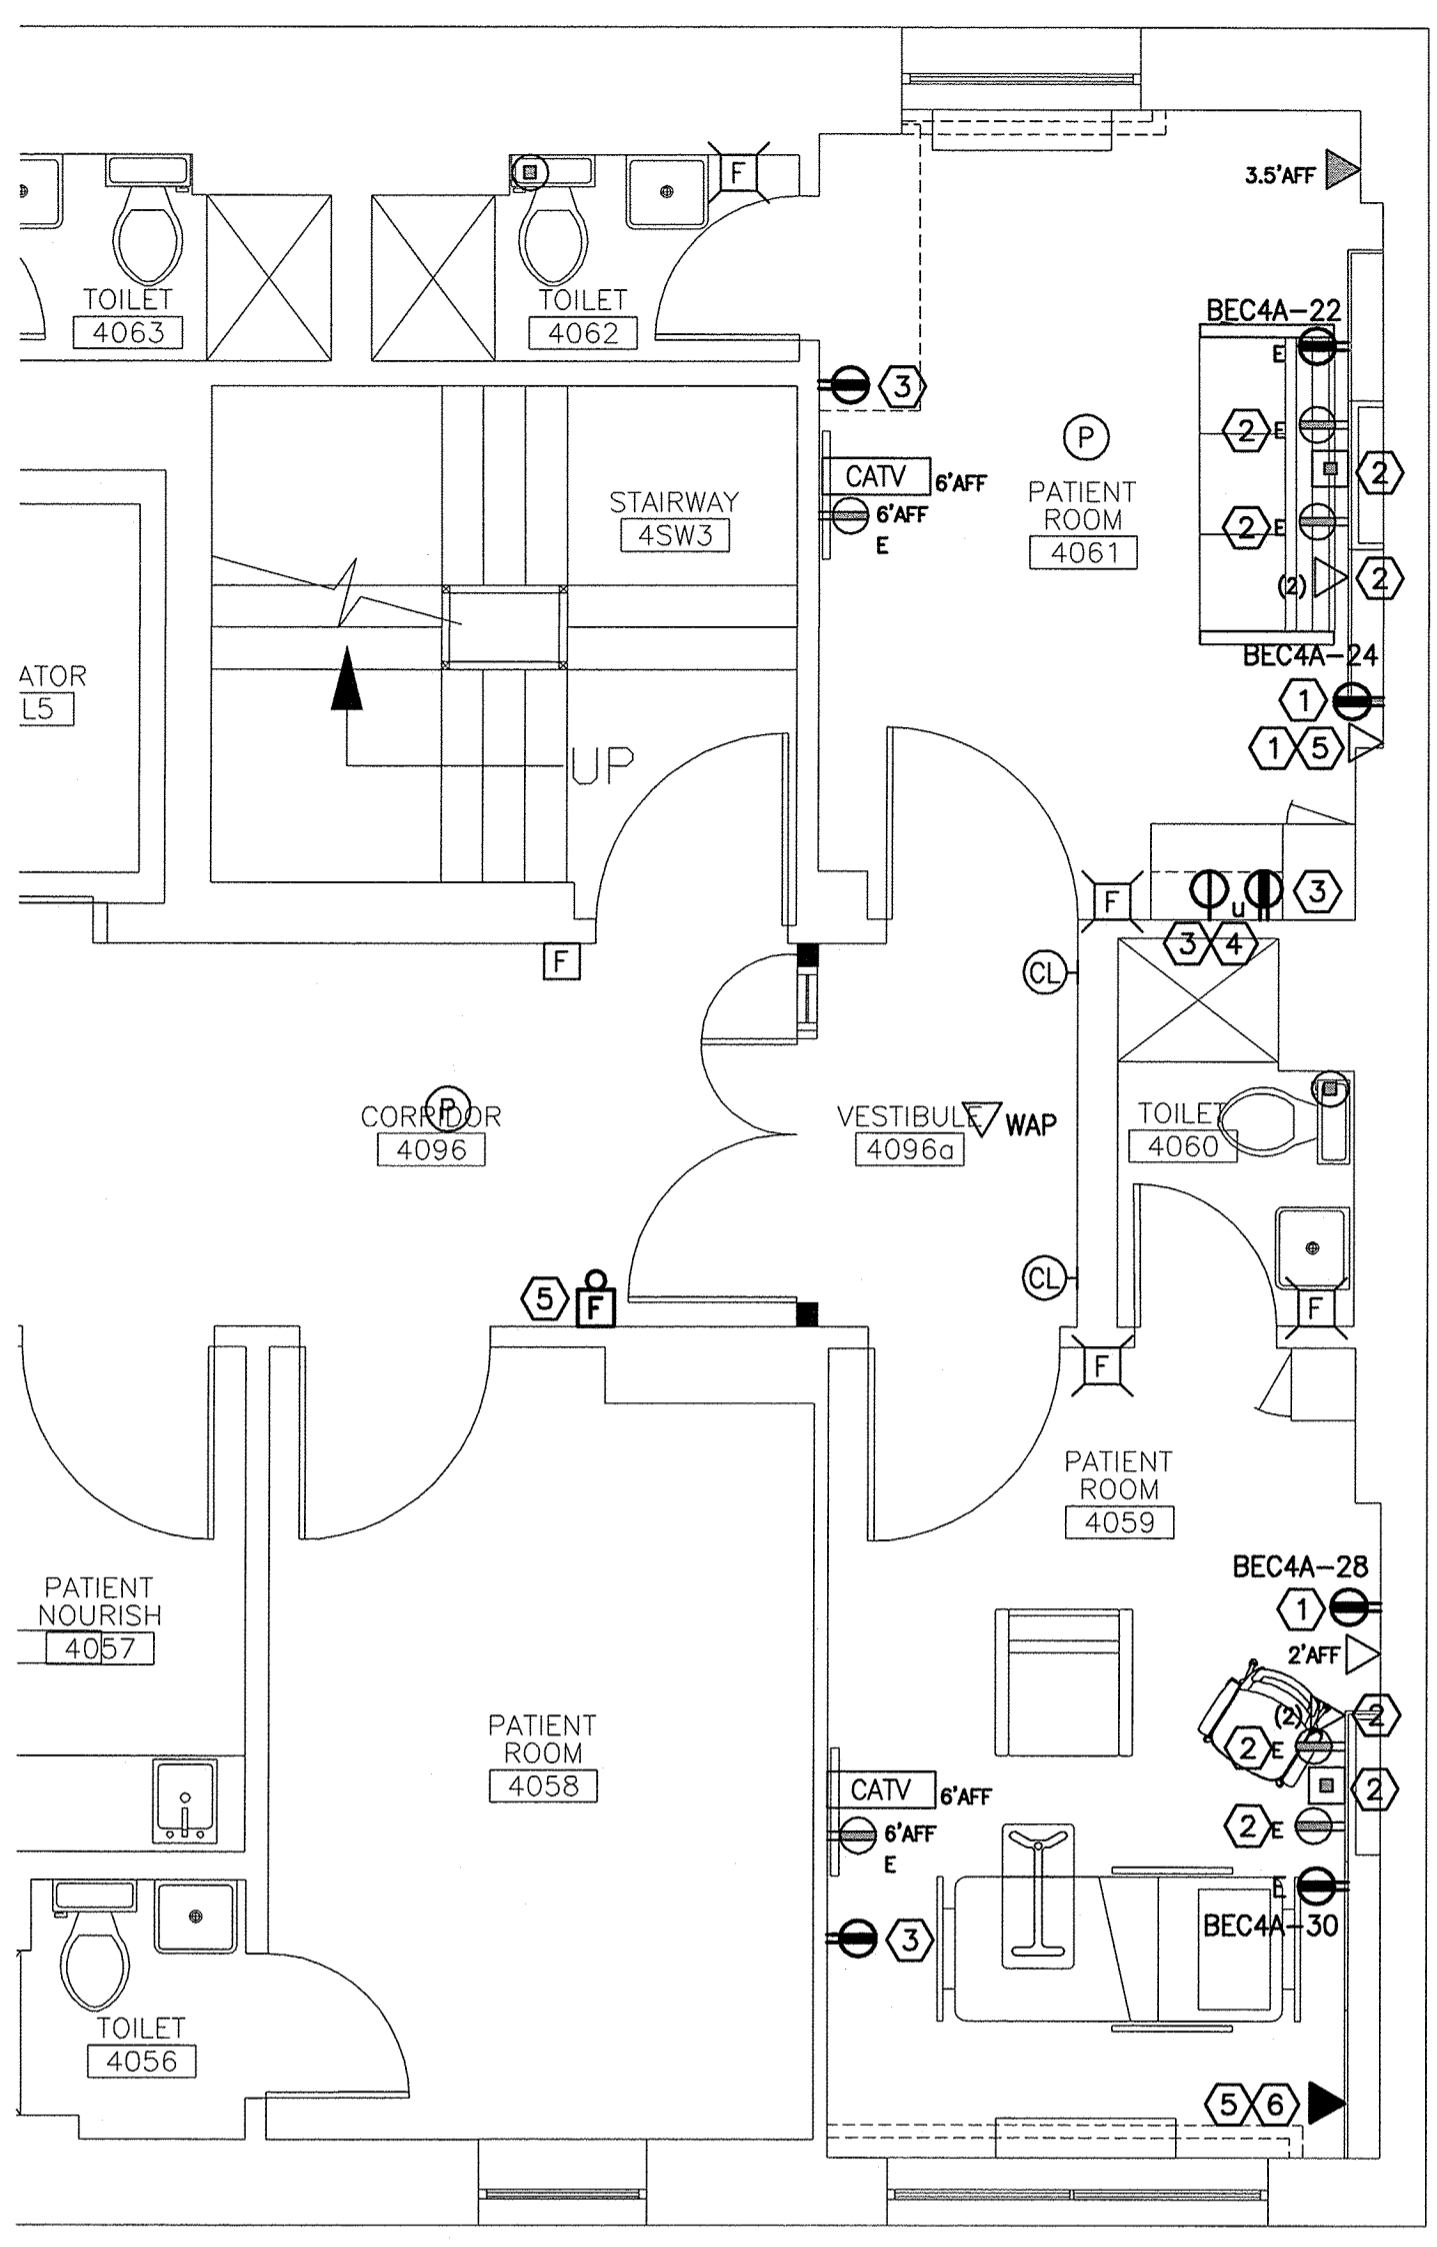 F
3.5'AFF
TOILET
4063
TOILET
4062
BEC4A-22
E
3
2
E
P
CATV
6'AFF
2
PATIENT
ROOM
4061
STAIRWAY
4SW3
6'AFF
E
2
E
(2)
2
BEC4A-24
ATOR
L5
1
1
5
UP
F
u
3
3
4
F
CL
P
CORRIDOR
4096
VESTIBULE
4096a
WAP
TOILET
4060
CL
5
F
F
F
PATIENT
ROOM
4059
BEC4A-28
1
2'AFF
PATIENT
NOURISH
4057
(2)
2
2
E
PATIENT
ROOM
4058
CATV
6'AFF
2
6'AFF
E
2
E
E
BEC4A-30
3
TOILET
4056
5
6